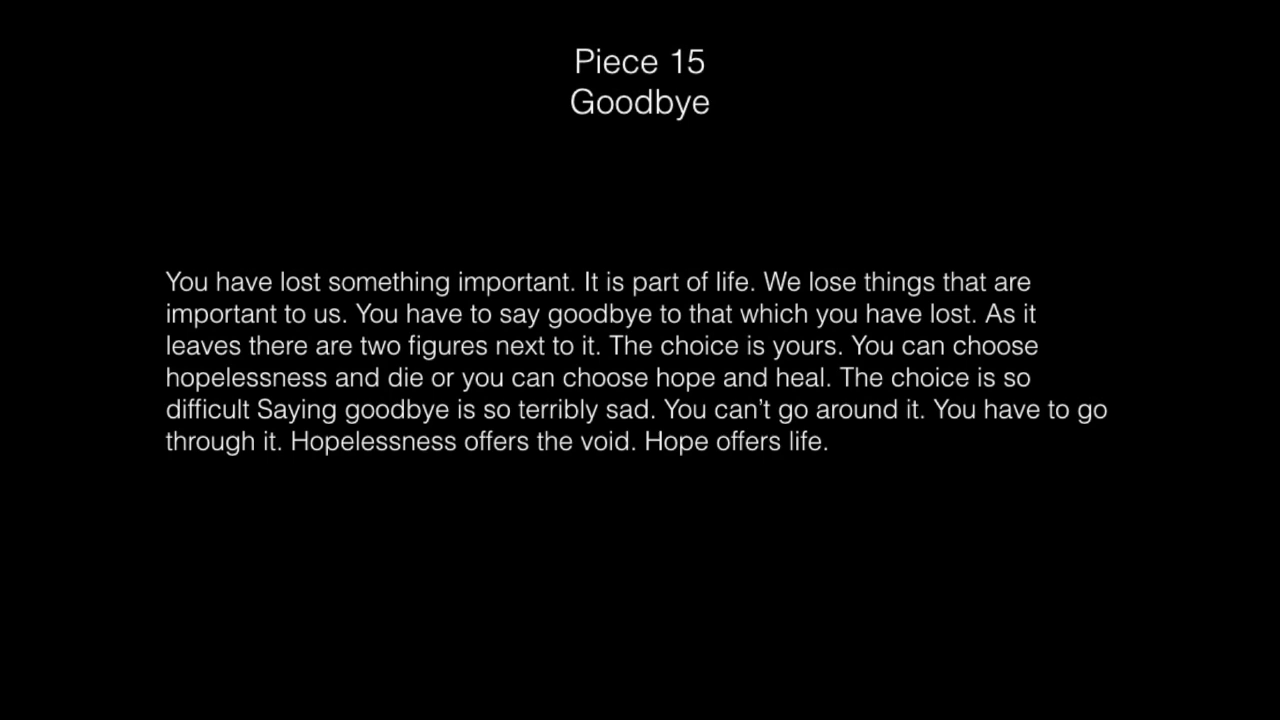 Piece 15
Goodbye
You have lost something important. It is part of life. We lose things that are
important to us. You have to say goodbye to that which you have lost. As it
leaves there are two figures next to it. The choice is yours. You can choose
hopelessness and die or you can choose hope and heal. The choice is so
difficult Saying goodbye is so terribly sad. You can’t go around it. You have to go
through it. Hopelessness offers the void. Hope offers life.